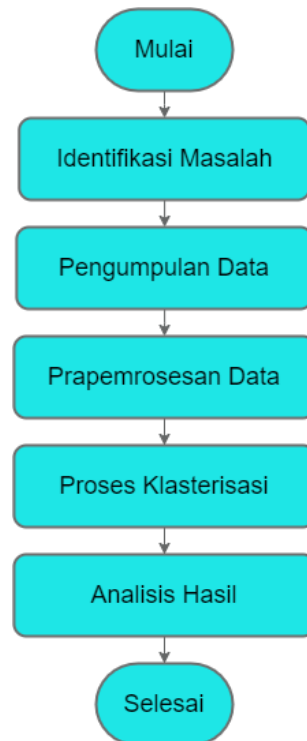 Mulai
Identifikasi Masalah
Pengumpulan Data
Prapemrosesan Data
Proses Klasterisasi
Analisis Hasil
Selesai